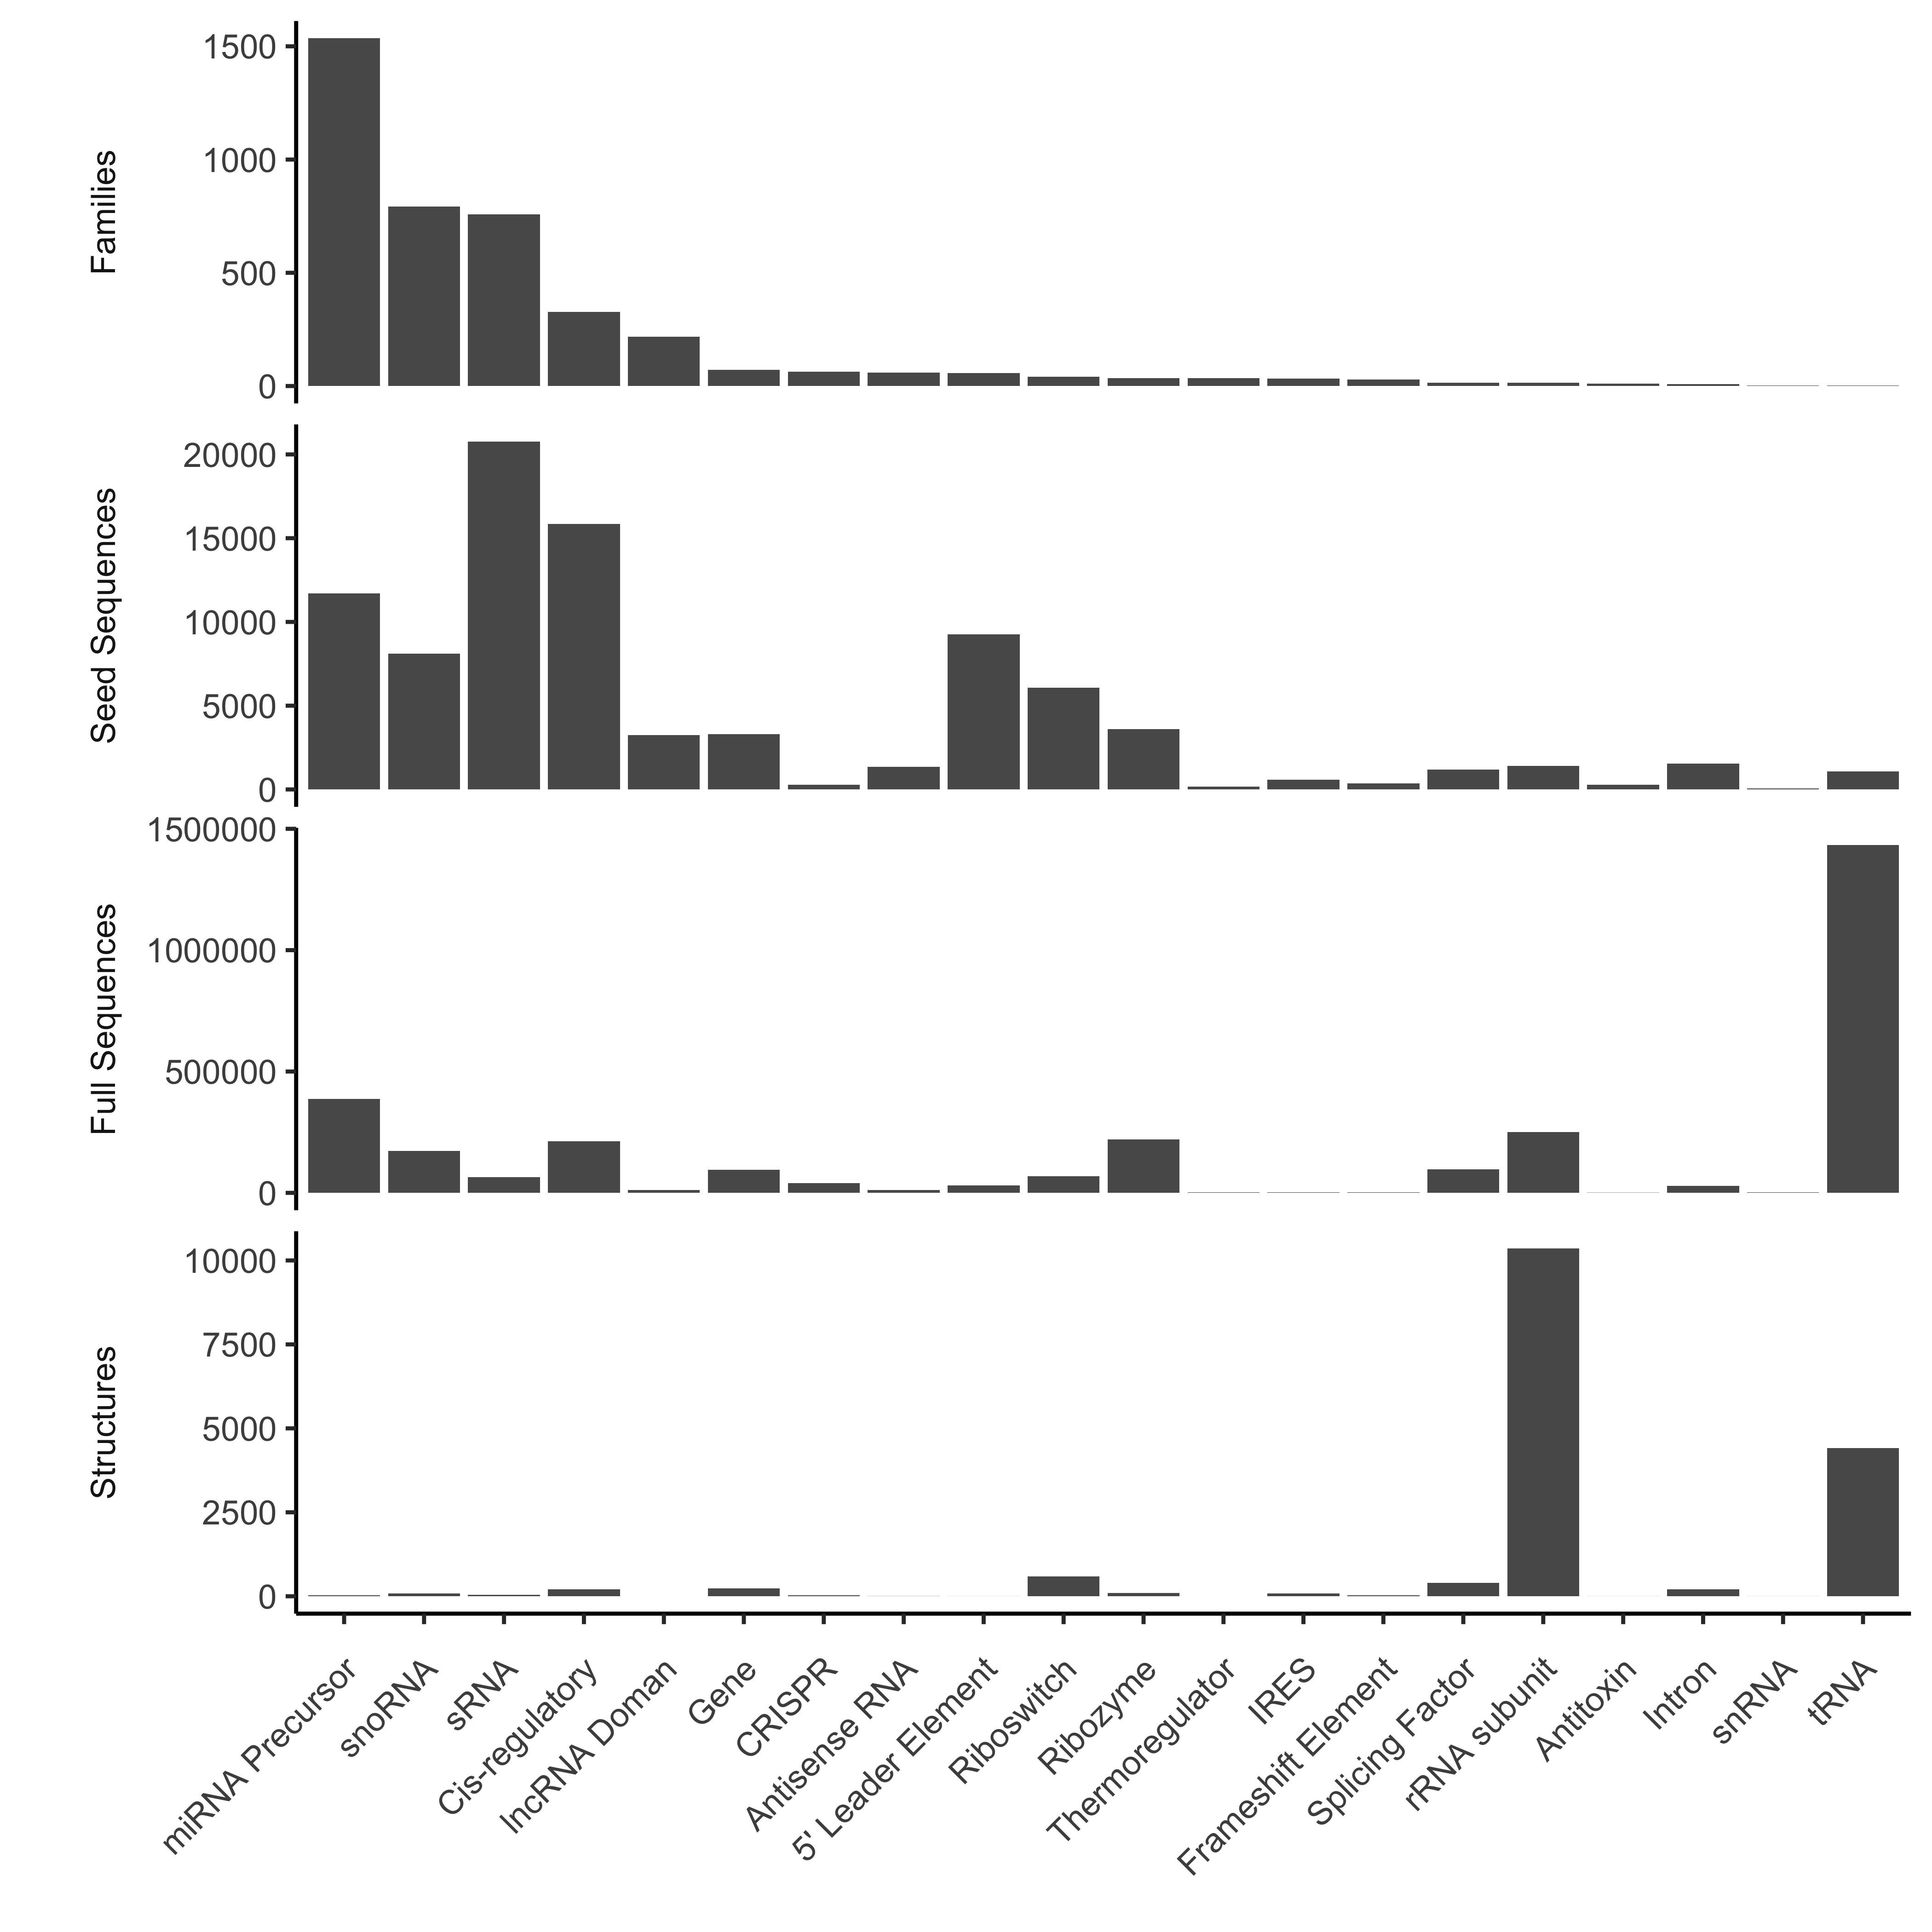 Families
1500
1000
500
0
Seed Sequences
20000
15000
10000
5000
0
Full Sequences
1500000
1000000
500000
0
Structures
10000
7500
5000
2500
0
miRNA Precursor
snoRNA
sRNA
Cis-regulatory
lncRNA Doman
Gene
CRISPR
Antisense RNA
5' Leader Element
Riboswitch
Ribozyme
Thermoregulator
IRES
Frameshift Element
Splicing Factor
rRNA subunit
Antitoxin
Intron
snRNA
tRNA